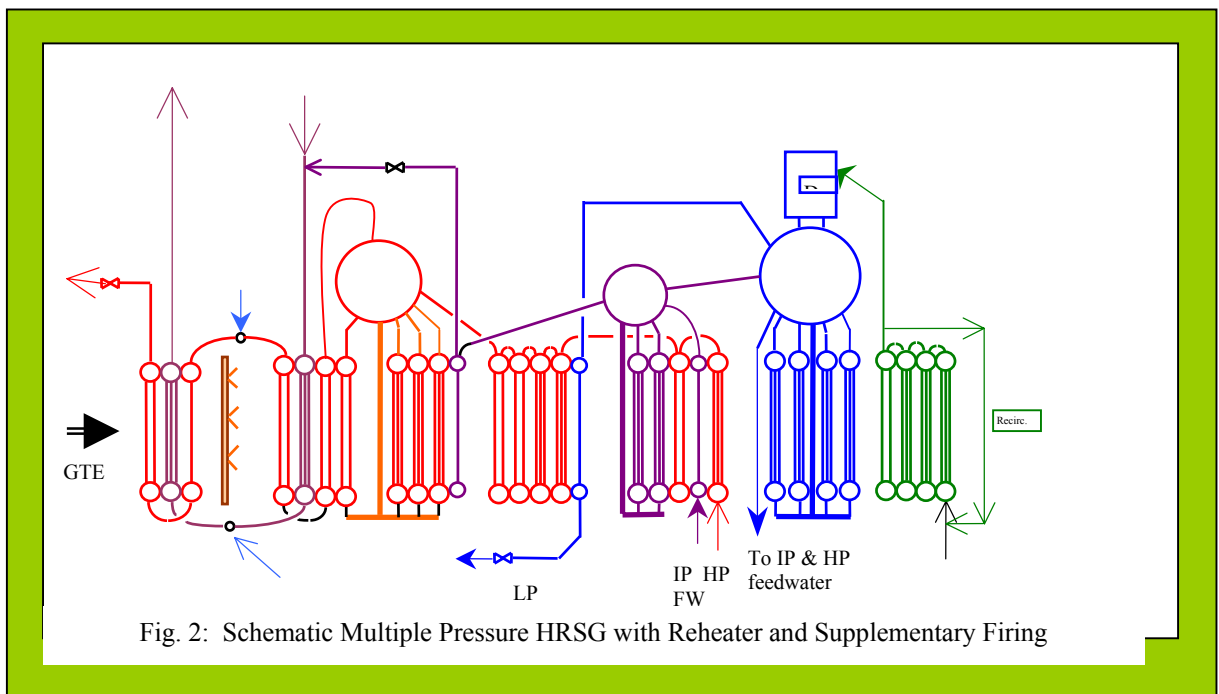 GTE
LP
IP HP
FW
To IP & HP
feedwater
Recirc.
Fig. 2: Schematic Multiple Pressure HRSG with Reheater and Supplementary Firing